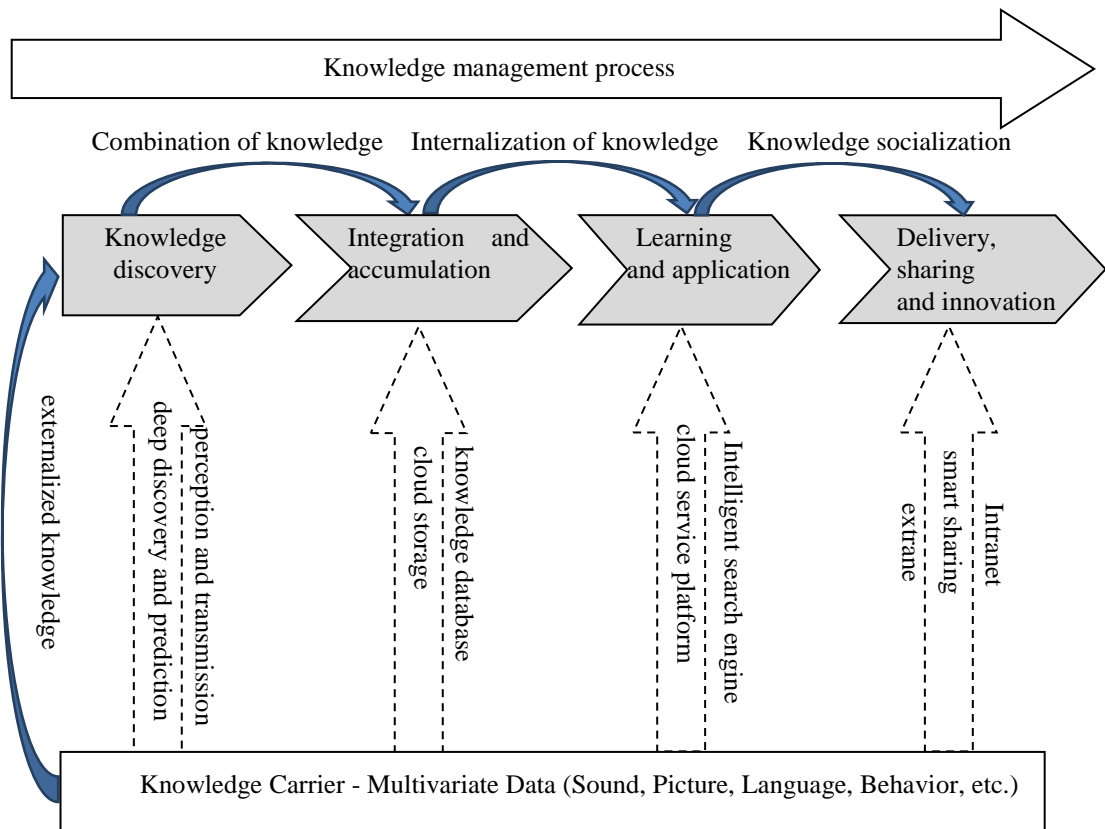 Knowledge management process
Combination of knowledge
Internalization of knowledge
Knowledge socialization
Knowledge
discovery
Integration and
accumulation
Learning
and application
Delivery,
sharing
and innovation
externalized knowledge
perception and transmission
deep discovery and prediction
knowledge database
cloud storage
Intelligent search engine
cloud service platform
Intranet
smart sharing
extrane
Knowledge Carrier - Multivariate Data (Sound, Picture, Language, Behavior, etc.)